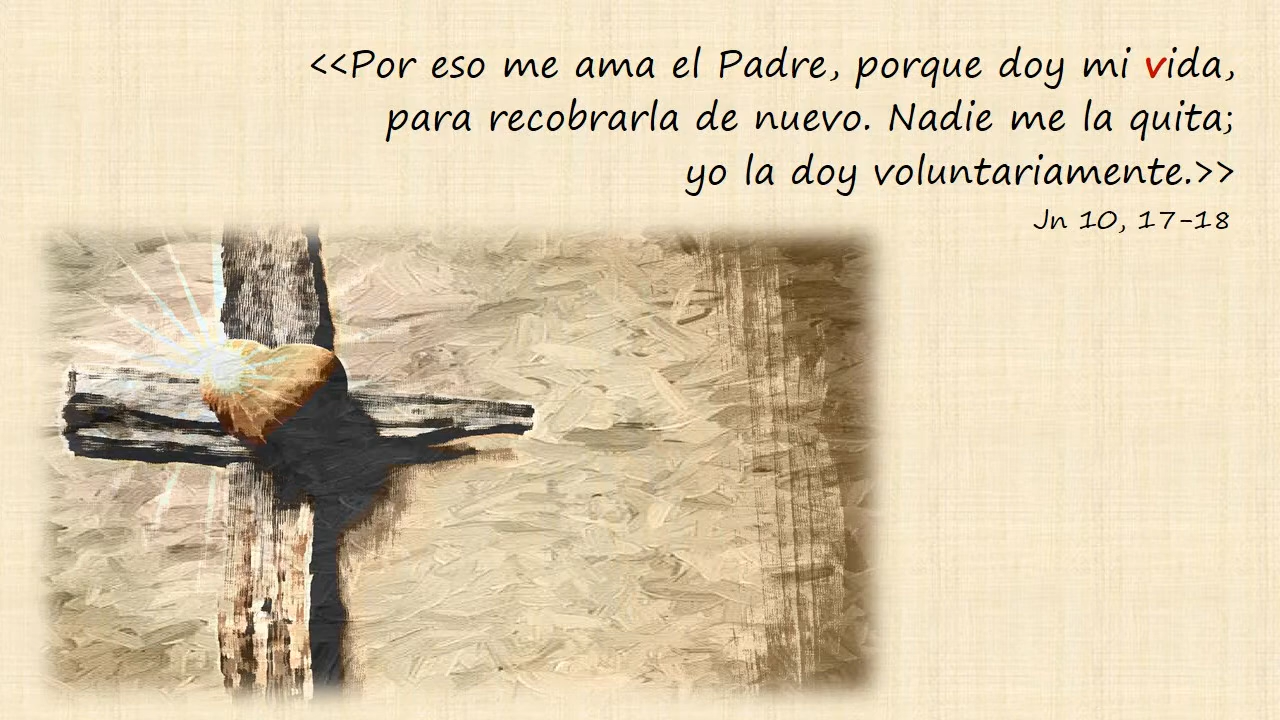 <<Por eso me ama el Padre, porque doy mi vida,
para recobrarla de nuevo. Nadie me la quita;
yo la doy voluntariamente.>>
Jn 10, 17-18